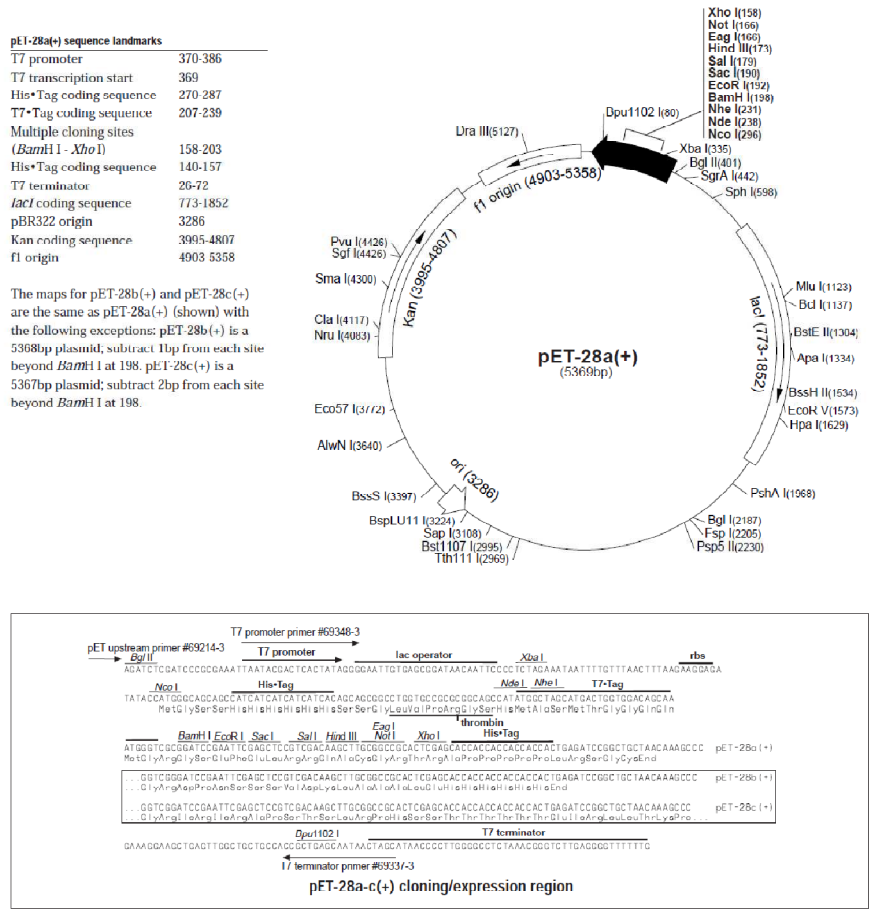 pET-28a(+) sequence landmarks
T7 promoter 370-386
T7 transcription start 369
His•Tag coding sequence 270-287
T7•Tag coding sequence 207-239
Multiple cloning sites
(BamH I - Xho I) 158-203
His•Tag coding sequence 140-157
T7 terminator 26-72
lacI coding sequence 773-1852
pBR322 origin 3286
Kan coding sequence 3995-4807
f1 origin 4903-5358
The maps for pET-28b(+) and pET-28c(+)
are the same as pET-28a(+) (shown) with
the following exceptions: pET-28b(+) is a
5368bp plasmid; subtract 1bp from each site
beyond BamH I at 198. pET-28c(+) is a
5367bp plasmid; subtract 2bp from each site
beyond BamH I at 198.
Xho I(158)
Not I(166)
Eag I(166)
Hind III(173)
Sal I(179)
Sac I(190)
EcoR I(192)
BamH I(198)
Nhe I(231)
Nde I(238)
Nco I(296)
Bpu1102 I(80)
Dra III(5127)
Xba I(335)
Bgl II(401)
SgrA I(442)
Sph I(598)
f1 origin (4903-5358)
Pvu I(4426)
Sgf I(4426)
Sma I(4300)
Kan (3995-4807)
Cla I(4117)
Nru I(4083)
Mlu I(1123)
Bcl I(1137)
BstE II(1304)
Apa I(1334)
lacI (773-1852)
pET-28a(+)
(5369bp)
BssH II(1534)
EcoR V(1573)
Hpa I(1629)
Eco57 I(3772)
AlwN I(3640)
ori (3286)
BssS I(3397)
PshA I(1968)
BspLU11 I(3224)
Sap I(3108)
Bst1107 I(2995)
Tth111 I(2969)
Bgl I(2187)
Fsp I(2205)
Psp5 II(2230)
T7 promoter primer #69348-3
pET upstream primer #69214-3
Bgl II T7 promoter lac operator Xba I rbs
AGATCTCGATCCCGCGAAATTAATACGACTCACTATAGGGGAATTGTGAGCGGATAACAATTCCCCTCTAGAAATAATTTTGTTTAACTTTAAGAAGGAGA
Nco I His•Tag Nde I Nhe I T7•Tag
TATACCATGGGCAGCAGCCATCATCATCATCATCACAGCAGCGGCCTGGTGCCGCGCGGCAGCCATATGGCTAGCATGACTGGTGGACAGCAA
MetGlySerSerHisHisHisHisHisHisSerSerGlyLeuValProArgGlySerHisMetAlaSerMetThrGlyGlyGlnGln
thrombin
BamH I EcoR I Sac I Sal I Hind III Eag I Not I Xho I His•Tag
ATGGGTCGCGGATCCGAATTCGAGCTCCGTCGACAAGCTTGCGGCCGCACTCGAGCACCACCACCACCACCACTGAGATCCGGCTGCTAACAAAGCCC pET-28a(+)
MetGlyArgGlySerGluPheGluLeuArgArgGlnAlaCysGlyArgThrArgAlaProProProProProProLeuArgSerGlyCysEnd
...GGTCGGGATCCGAATTCGAGCTCCGTCGACAAGCTTGCGGCCGCACTCGAGCACCACCACCACCACCACTGAGATCCGGCTGCTAACAAAGCCC pET-28b(+)
...GlyArgAspProAsnSerSerSerValAspLysLeuAlaAlaAlaLeuGluHisHisHisHisHisHisEnd
...GGTCGGATCCGAATTCGAGCTCCGTCGACAAGCTTGCGGCCGCACTCGAGCACCACCACCACCACCACTGAGATCCGGCTGCTAACAAAGCCC pET-28c(+)
...GlyArgIleArgIleArgAlaProSerThrSerLeuArgProHisSerSerThrThrThrThrThrThrGluIleArgLeuLeuThrLysPro...
Bpu1102 I T7 terminator
GAAAGGAAGCTGAGTTGGCTGCTGCCACCGCTGAGCAATAACTAGCATAACCCCTTGGGGCCTCTAAACGGGTCTTGAGGGGTTTTTTG
T7 terminator primer #69337-3
pET-28a-c(+) cloning/expression region